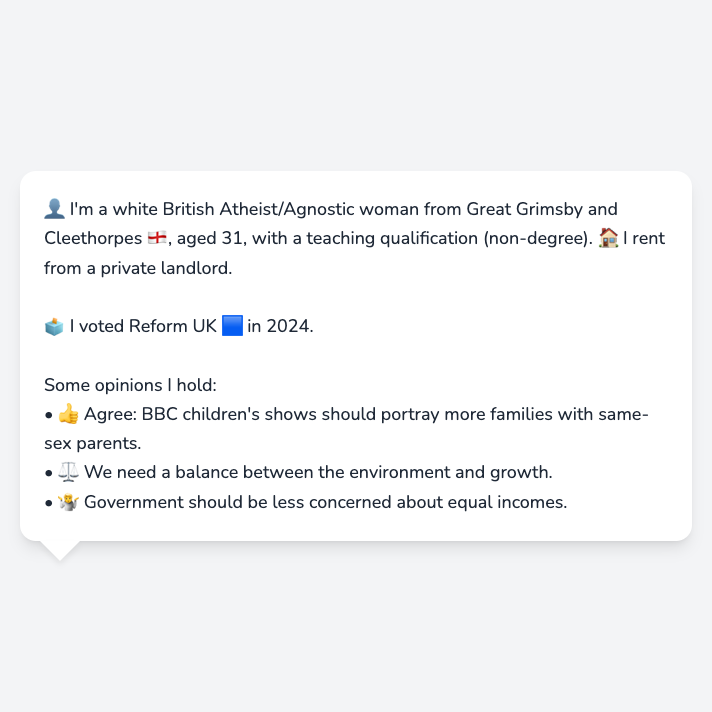 👤 I'm a white British Atheist/Agnostic woman from Great Grimsby and
Cleethorpes 🏴󠁧󠁢󠁥󠁮󠁧󠁿, aged 31, with a teaching qualification (non-degree). 🏠 I rent
from a private landlord.
🗳️ I voted Reform UK 🟦 in 2024.
Some opinions I hold:
• 👍 Agree: BBC children's shows should portray more families with same-
sex parents.
• ⚖️ We need a balance between the environment and growth.
• 🤷 Government should be less concerned about equal incomes.